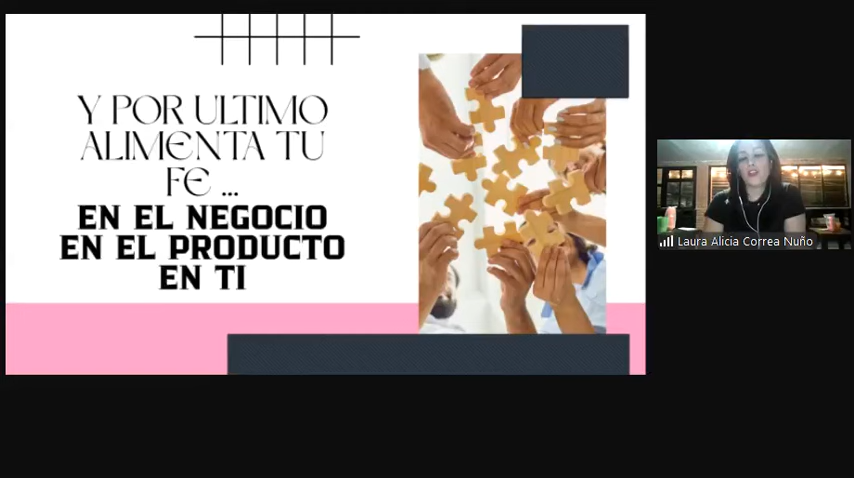 Y POR ULTIMO
ALIMENTA TU
FE ...
EN EL NEGOCIO
EN EL PRODUCTO
EN TI
Laura Alicia Correa Nuño